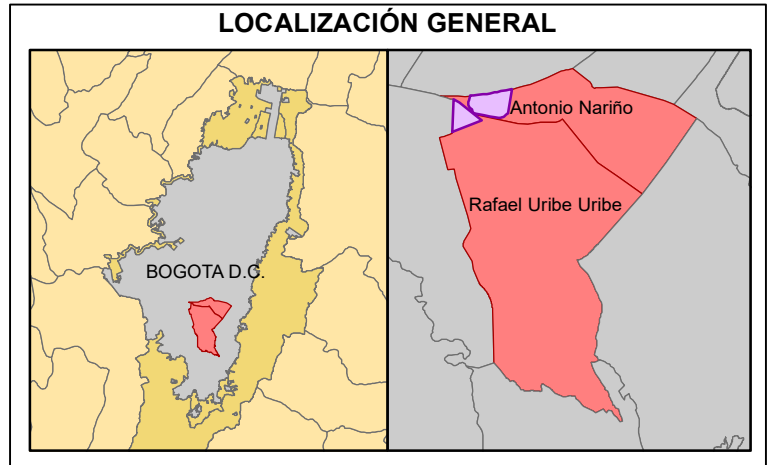 LOCALIZACIÓN GENERAL
BOGOTA D.C.
Antonio Nariño
Rafael Uribe Uribe